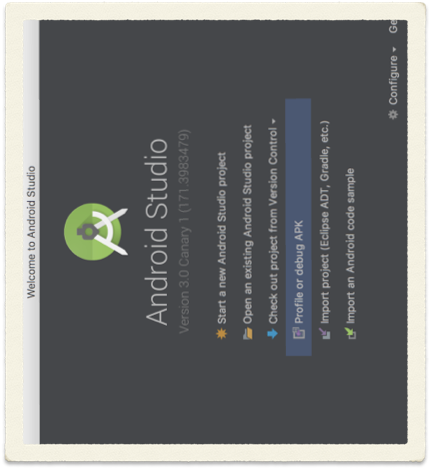 Welcome to Android Studio
Android Studio
Version 3.0 Canary 1 (171.3983479)
Start a new Android Studio project
Open an existing Android Studio project
Check out project from Version Control
Profile or debug APK
Import project (Eclipse ADT, Gradle, etc.)
Import an Android code sample
Configure